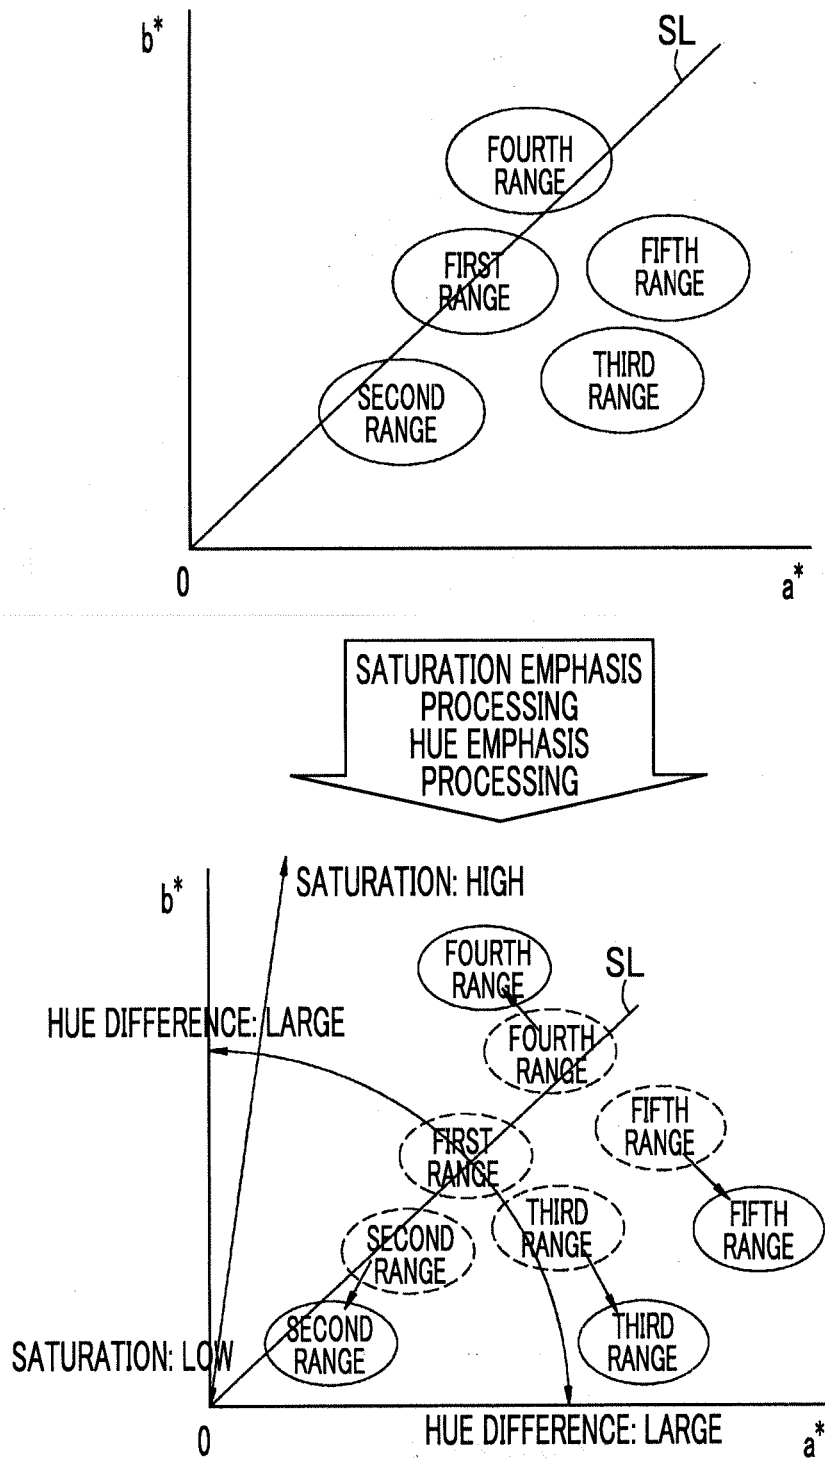 b*
SL
FOURTH
RANGE
FIRST
RANGE
FIFTH
RANGE
THIRD
RANGE
SECOND
RANGE
0
a*
SATURATION EMPHASIS
PROCESSING
HUE EMPHASIS
PROCESSING
b*
SATURATION: HIGH
FOURTH
RANGE
SL
HUE DIFFERENCE: LARGE
FOURTH
RANGE
FIFTH
RANGE
FIRST
RANGE
THIRD
RANGE
FIFTH
RANGE
SECOND
RANGE
SECOND
RANGE
THIRD
RANGE
SATURATION: LOW
0
HUE DIFFERENCE: LARGE
a*